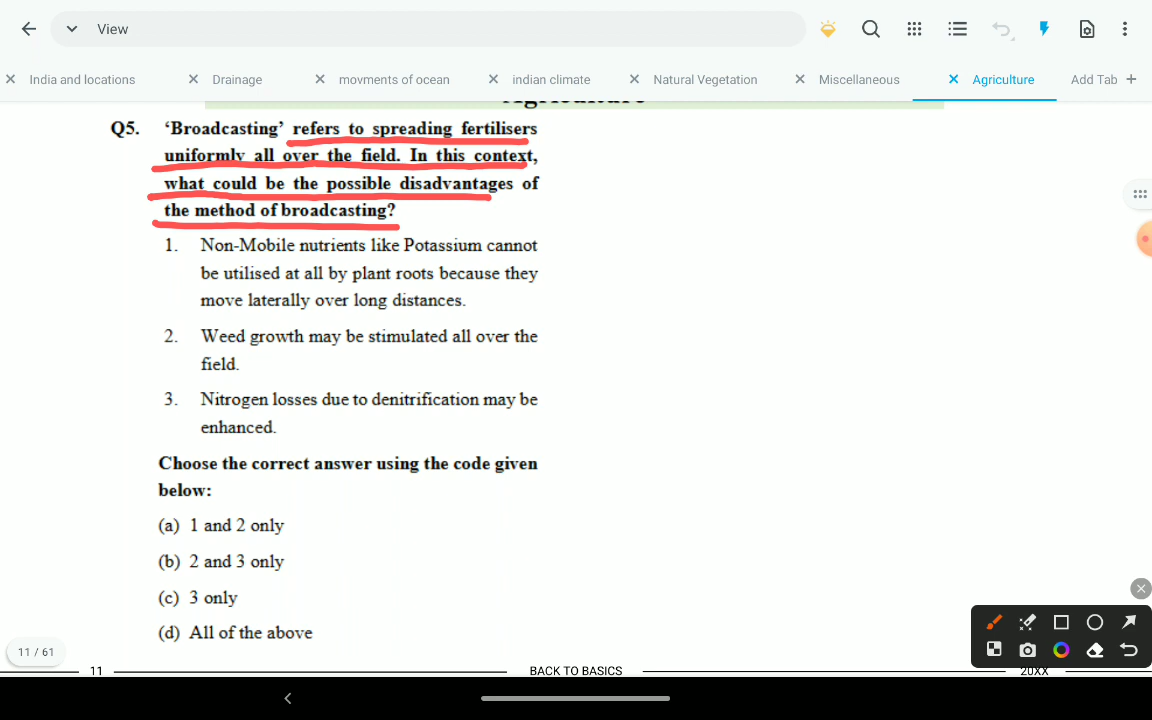 View
India and locations
Drainage
movments of ocean
indian climate
Natural Vegetation
Miscellaneous
Agriculture
Add Tab
Agriculture
Q5. ‘Broadcasting’ refers to spreading fertilisers
uniformly all over the field. In this context,
what could be the possible disadvantages of
the method of broadcasting?
1. Non-Mobile nutrients like Potassium cannot
be utilised at all by plant roots because they
move laterally over long distances.
2. Weed growth may be stimulated all over the
field.
3. Nitrogen losses due to denitrification may be
enhanced.
Choose the correct answer using the code given
below:
(a) 1 and 2 only
(b) 2 and 3 only
(c) 3 only
(d) All of the above
11 / 61
11
BACK TO BASICS
20XX